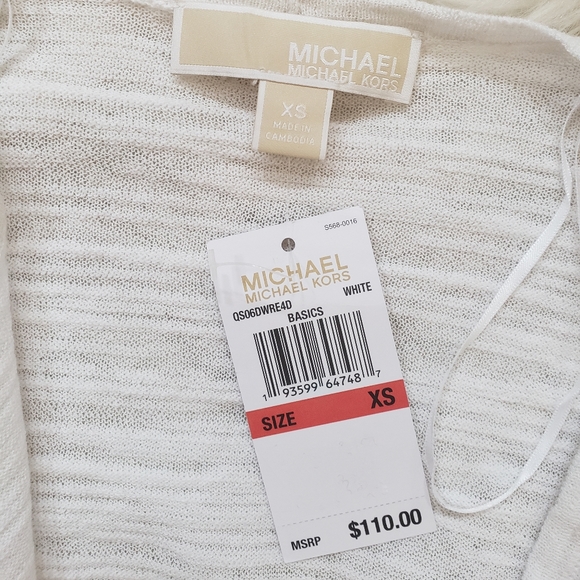 MICHAEL
MICHAEL KORS
XS
MADE IN
CAMBODIA
S568-0016
MICHAEL
MICHAEL KORS
QS06DWRE4D WHITE
BASICS
1 93599 64748 7
SIZE XS
MSRP $110.00